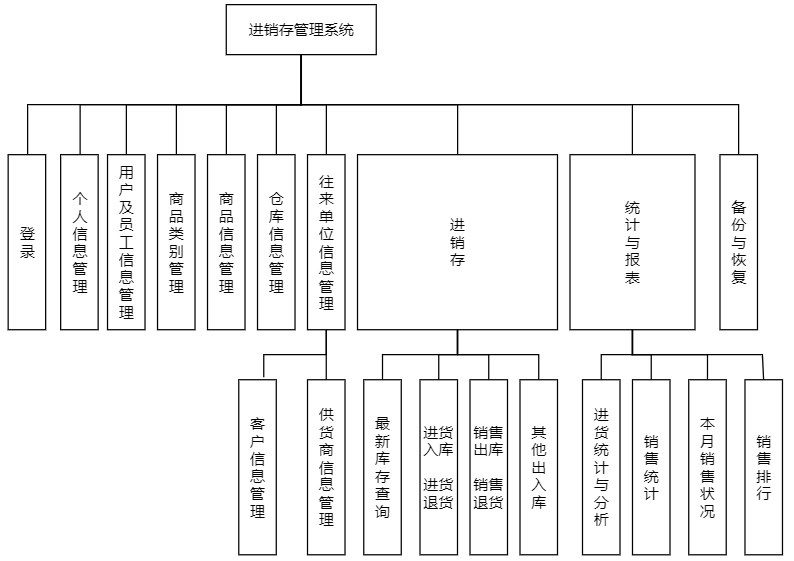 进销存管理系统
登录
个人信息管理
用户及员工信息管理
商品类别管理
商品信息管理
仓库信息管理
往来单位信息管理
进销存
统计与报表
备份与恢复
客户信息管理
供货商信息管理
最新库存查询
进货
入库
进货
退货
销售
出库
销售
退货
其他出入库
进货统计与分析
销售统计
本月销售状况
销售排行